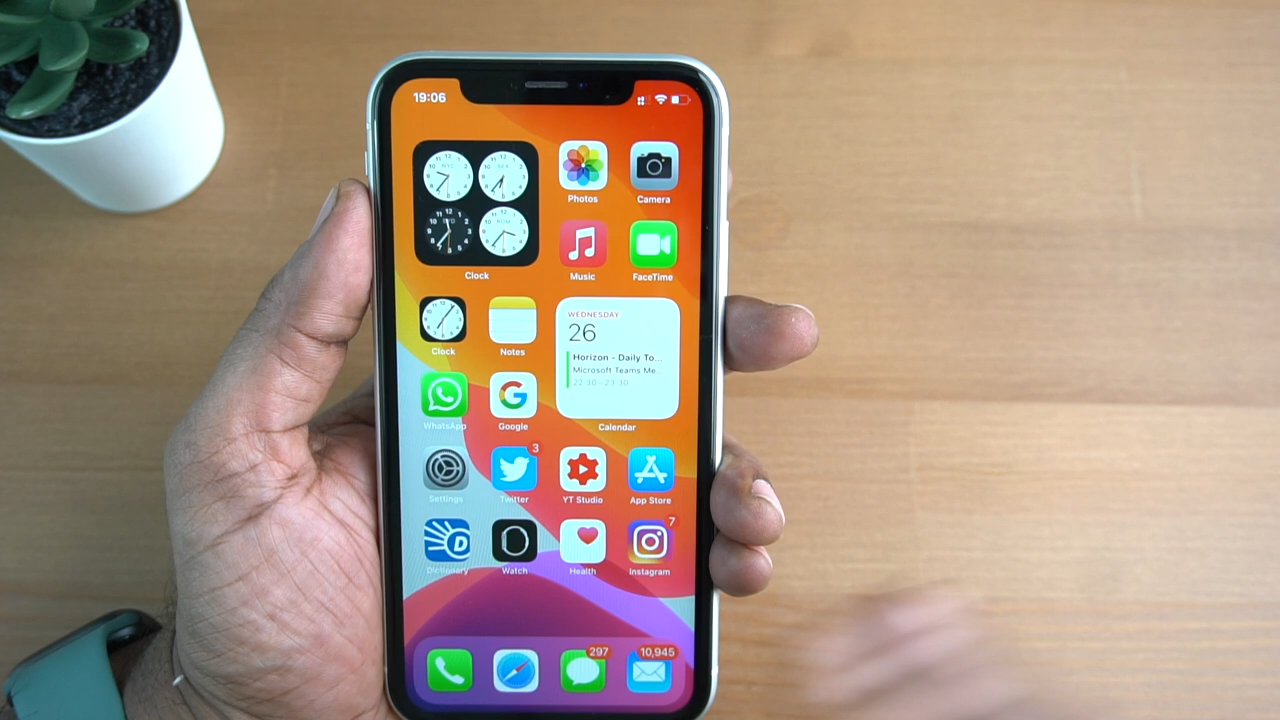 19:06
Photos
Camera
Clock
Music
FaceTime
Clock
Notes
WEDNESDAY
26
Horizon - Daily To...
Microsoft Teams Me...
22:30 - 23:30
Calendar
WhatsApp
Google
3
Settings
Twitter
YT Studio
App Store
7
Dictionary
Watch
Health
Instagram
297
10,945